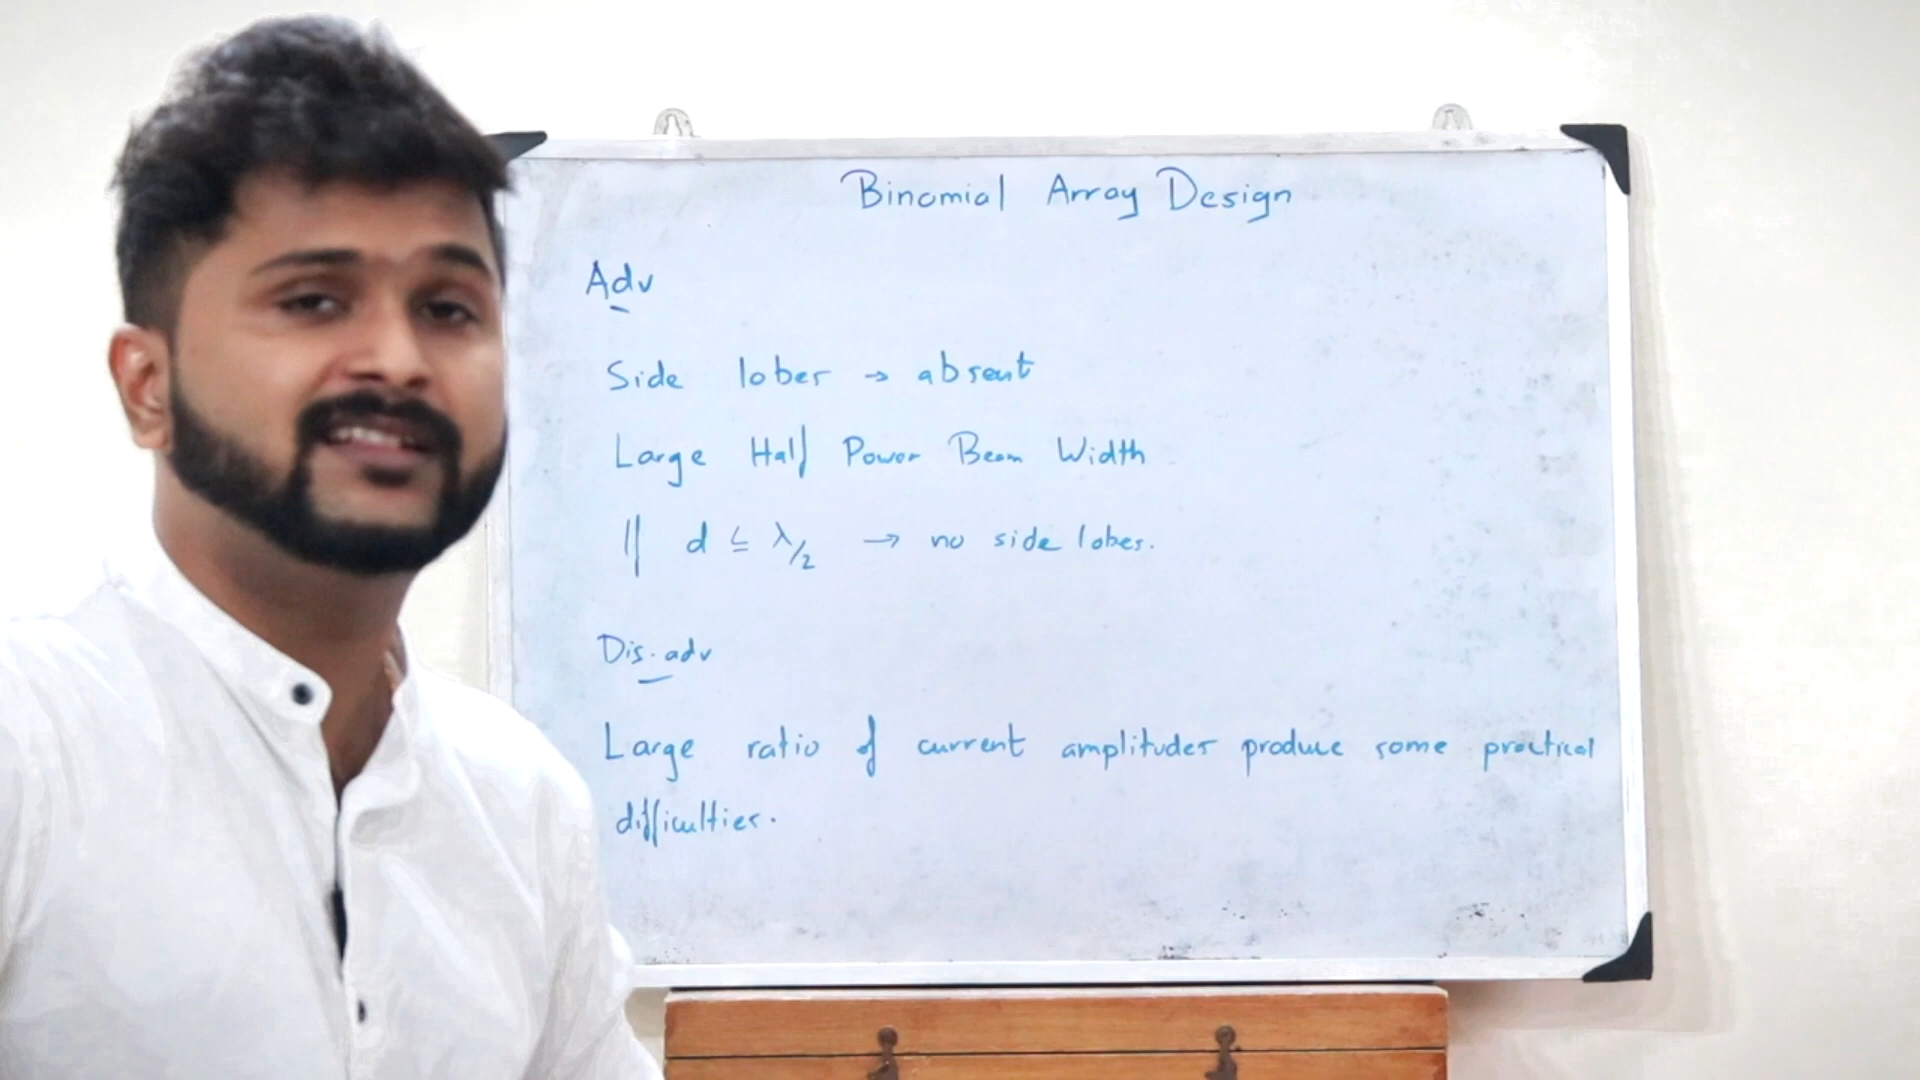 Binomial Array Design
Adv
Side lobes → absent
Large Half Power Beam Width
|| d ≤ λ/2 → no side lobes.
Dis.adv
Large ratio of current amplitudes produce some practical
difficulties.